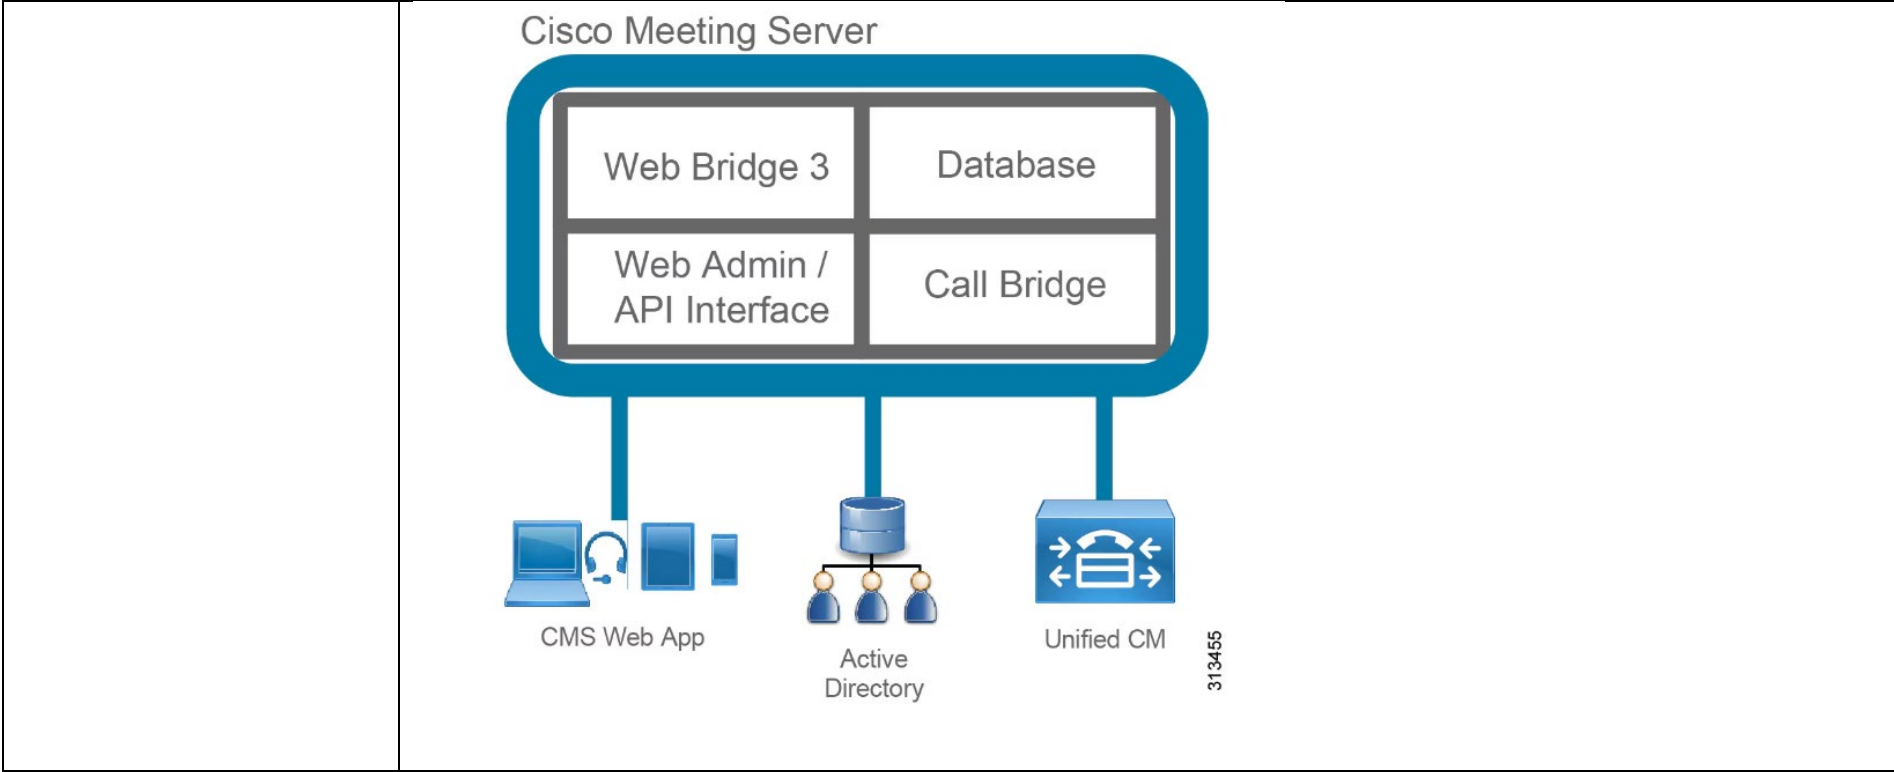 Cisco Meeting Server
Web Bridge 3
Database
Web Admin /
API Interface
Call Bridge
CMS Web App
Active
Directory
Unified CM
313455